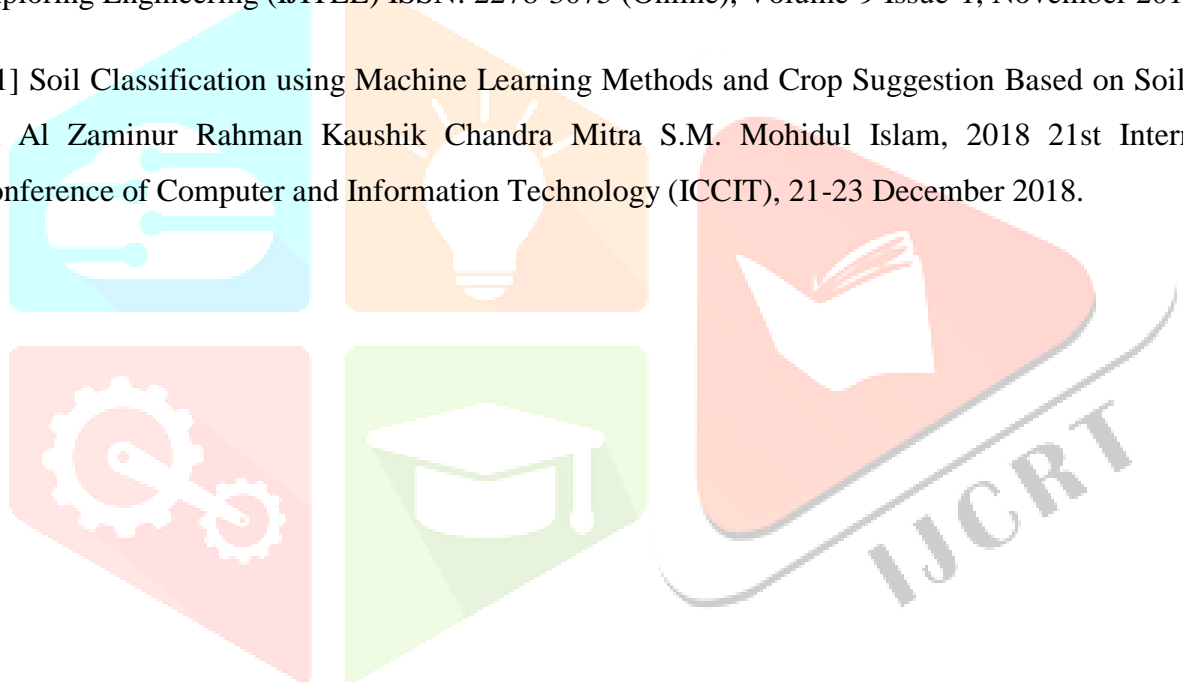 ploring Engineering (IJITEE) ISSN: 2278-3075 (Online), Volume-9 Issue-1, November 201
1] Soil Classification using Machine Learning Methods and Crop Suggestion Based on Soil
Al Zaminur Rahman Kaushik Chandra Mitra S.M. Mohidul Islam, 2018 21st Intern
onference of Computer and Information Technology (ICCIT), 21-23 December 2018.
IJCRT